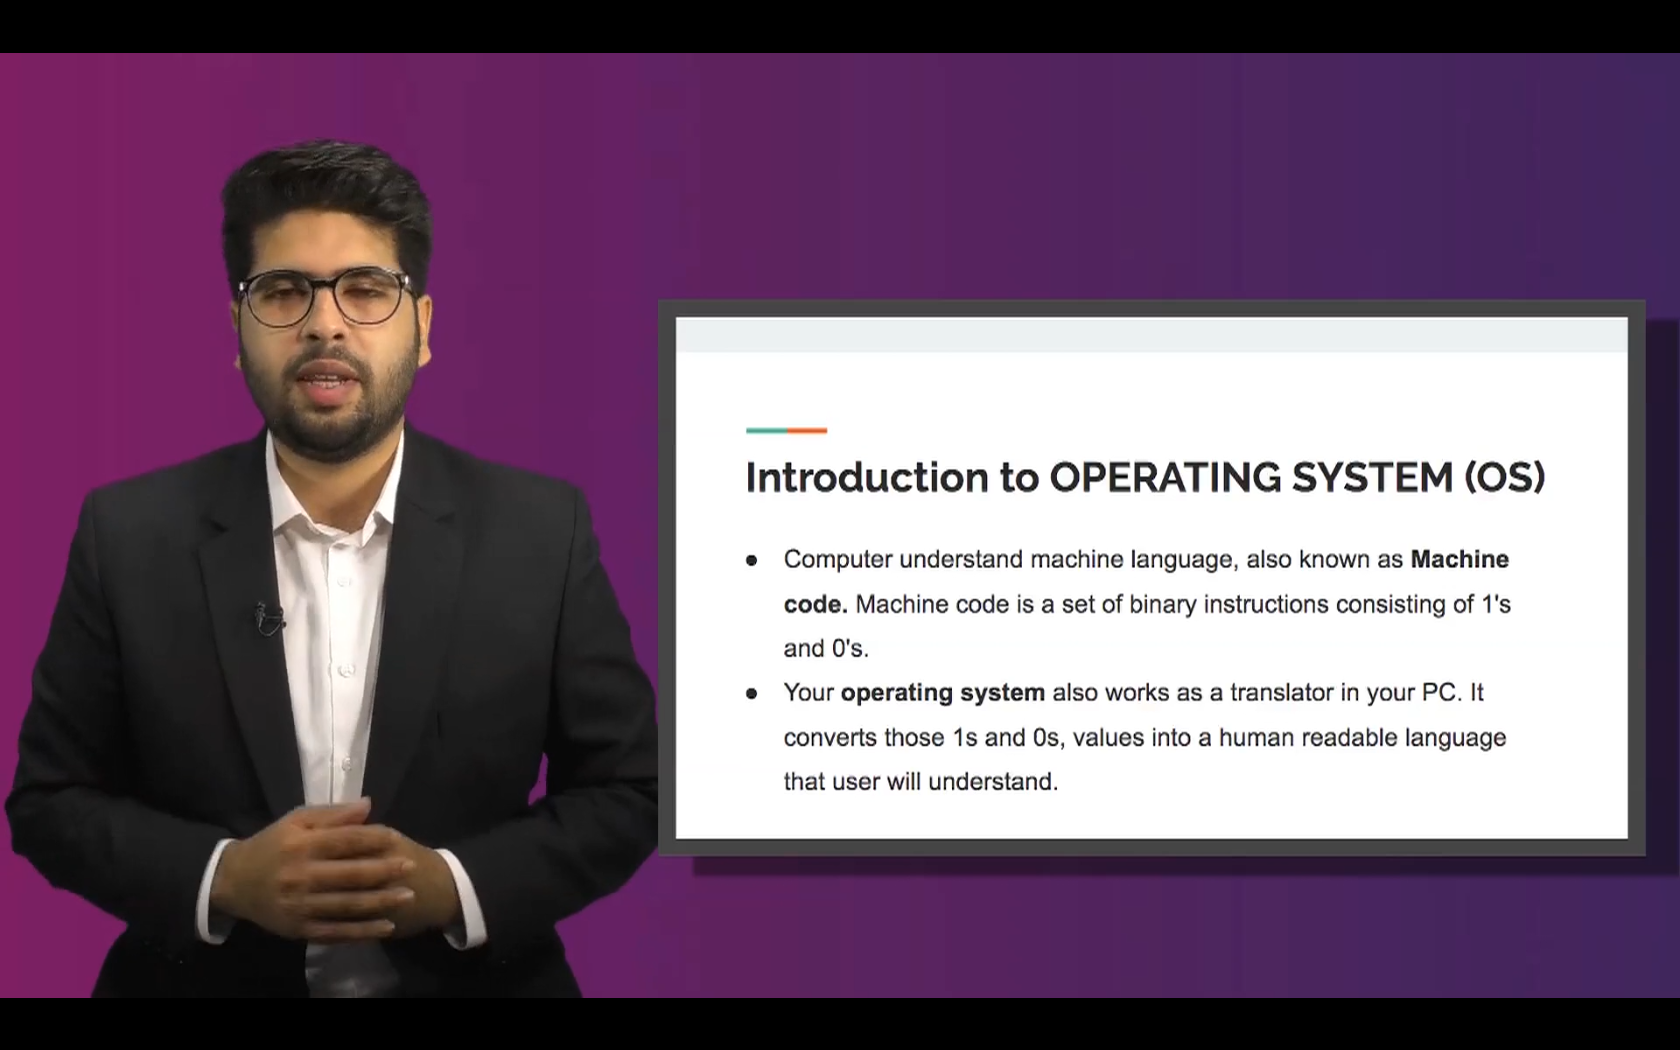 Introduction to OPERATING SYSTEM (OS)
● Computer understand machine language, also known as Machine
code. Machine code is a set of binary instructions consisting of 1's
and 0's.
● Your operating system also works as a translator in your PC. It
converts those 1s and 0s, values into a human readable language
that user will understand.